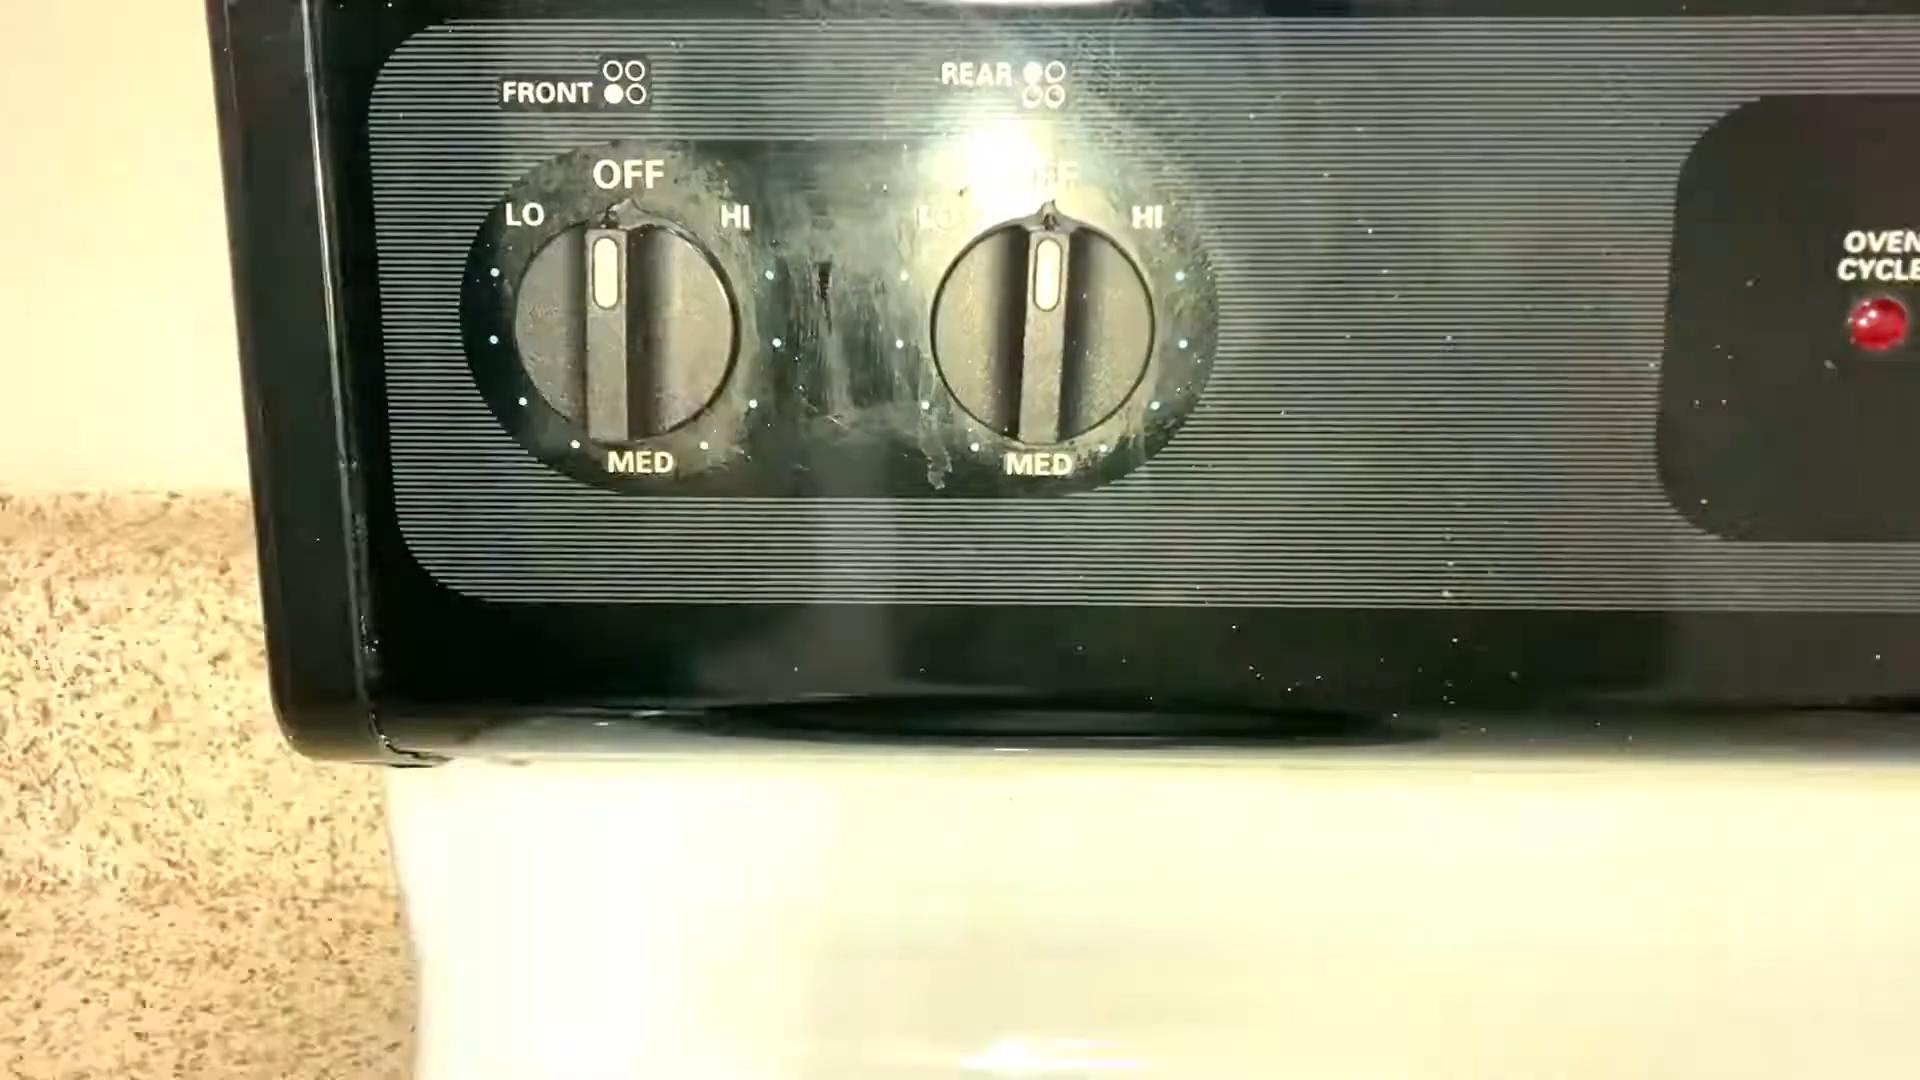 FRONT
REAR
OFF
LO
HI
HI
MED
MED
OVEN
CYCLE